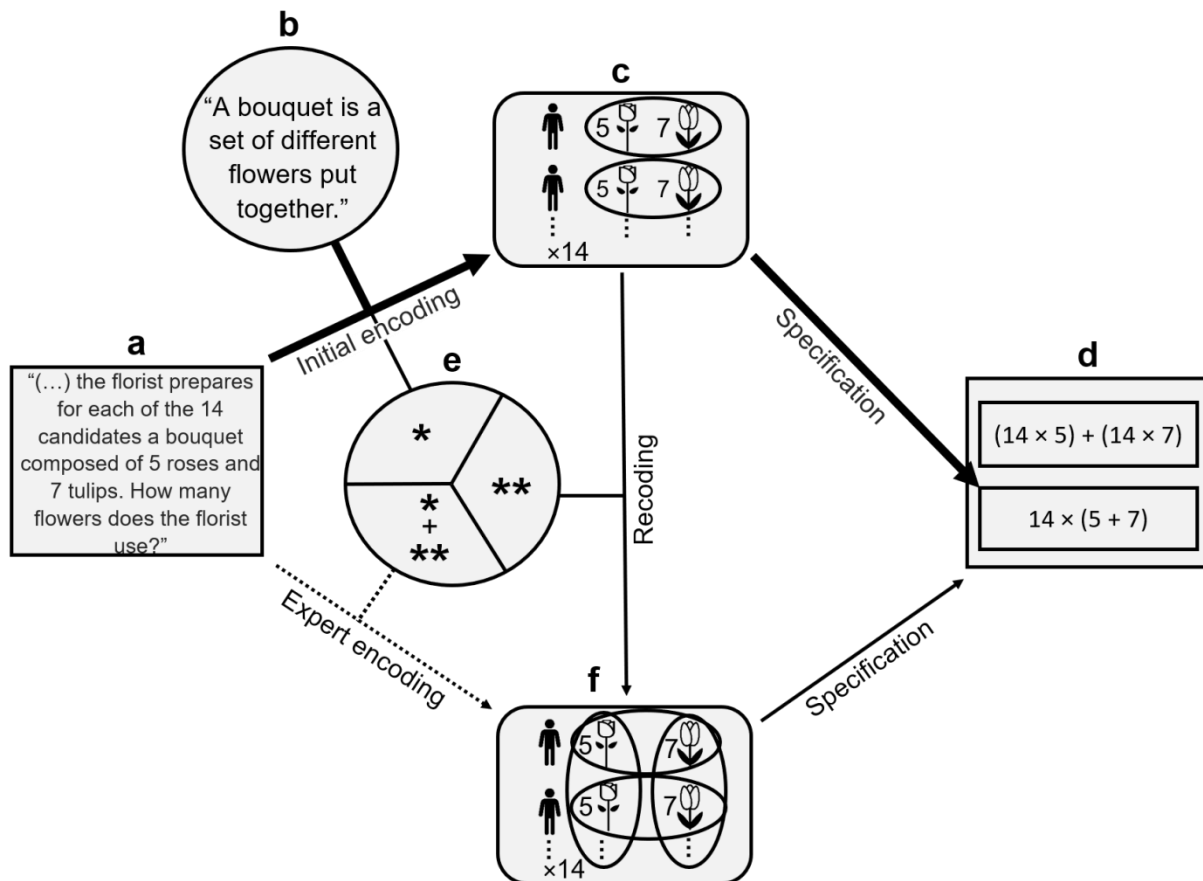 b
“A bouquet is a
set of different
flowers put
together.”
c
5 7
5 7
×14
Initial encoding
Specification
a
“(…) the florist prepares
for each of the 14
candidates a bouquet
composed of 5 roses and
7 tulips. How many
flowers does the florist
use?”
e
*
**
*
+
**
Recoding
d
(14 × 5) + (14 × 7)
14 × (5 + 7)
Expert encoding
Specification
f
5 7
5 7
×14